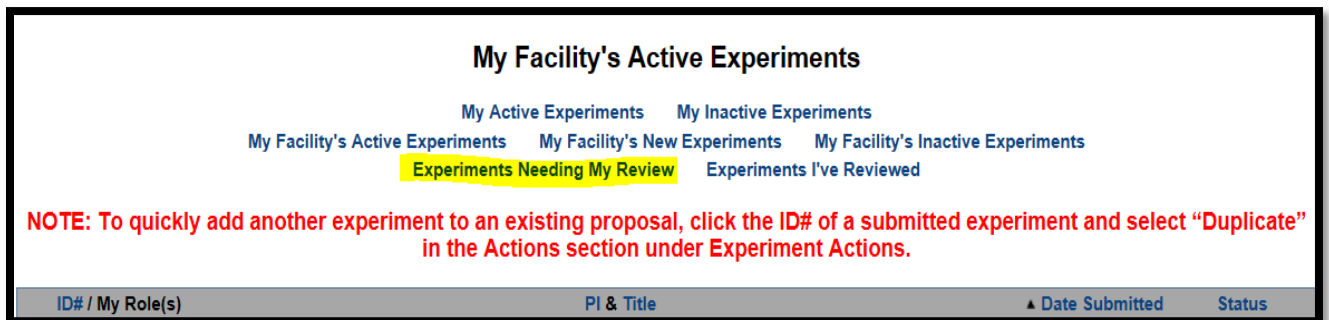 My Facility's Active Experiments
My Active Experiments My Inactive Experiments
My Facility's Active Experiments My Facility's New Experiments My Facility's Inactive Experiments
Experiments Needing My Review Experiments I've Reviewed
NOTE: To quickly add another experiment to an existing proposal, click the ID# of a submitted experiment and select “Duplicate”
in the Actions section under Experiment Actions.
ID# / My Role(s) PI & Title ▲ Date Submitted Status